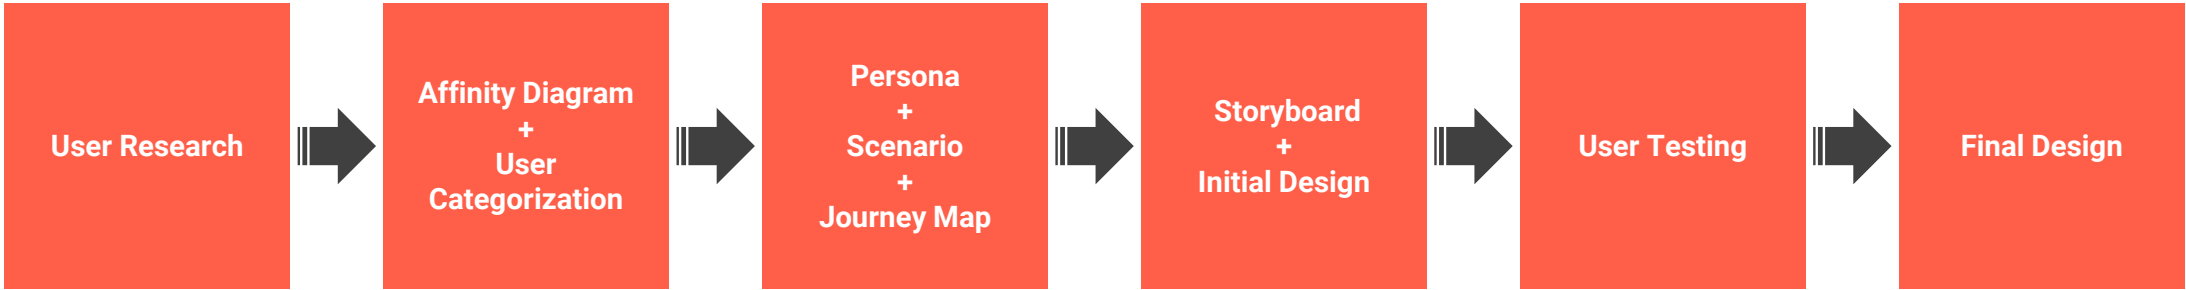 User Research
Affinity Diagram
+
User
Categorization
Persona
+
Scenario
+
Journey Map
Storyboard
+
Initial Design
User Testing
Final Design